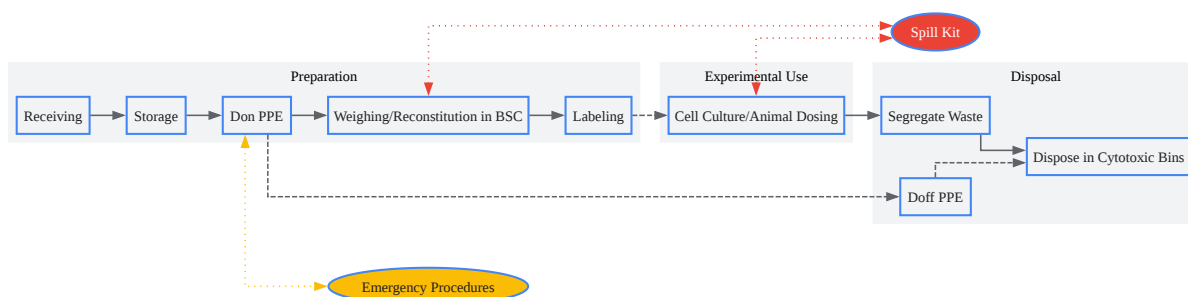 Spill Kit
Preparation
Experimental Use
Disposal
Receiving
Storage
Don PPE
Weighing/Reconstitution in BSC
Labeling
Cell Culture/Animal Dosing
Segregate Waste
Dispose in Cytotoxic Bins
Doff PPE
Emergency Procedures